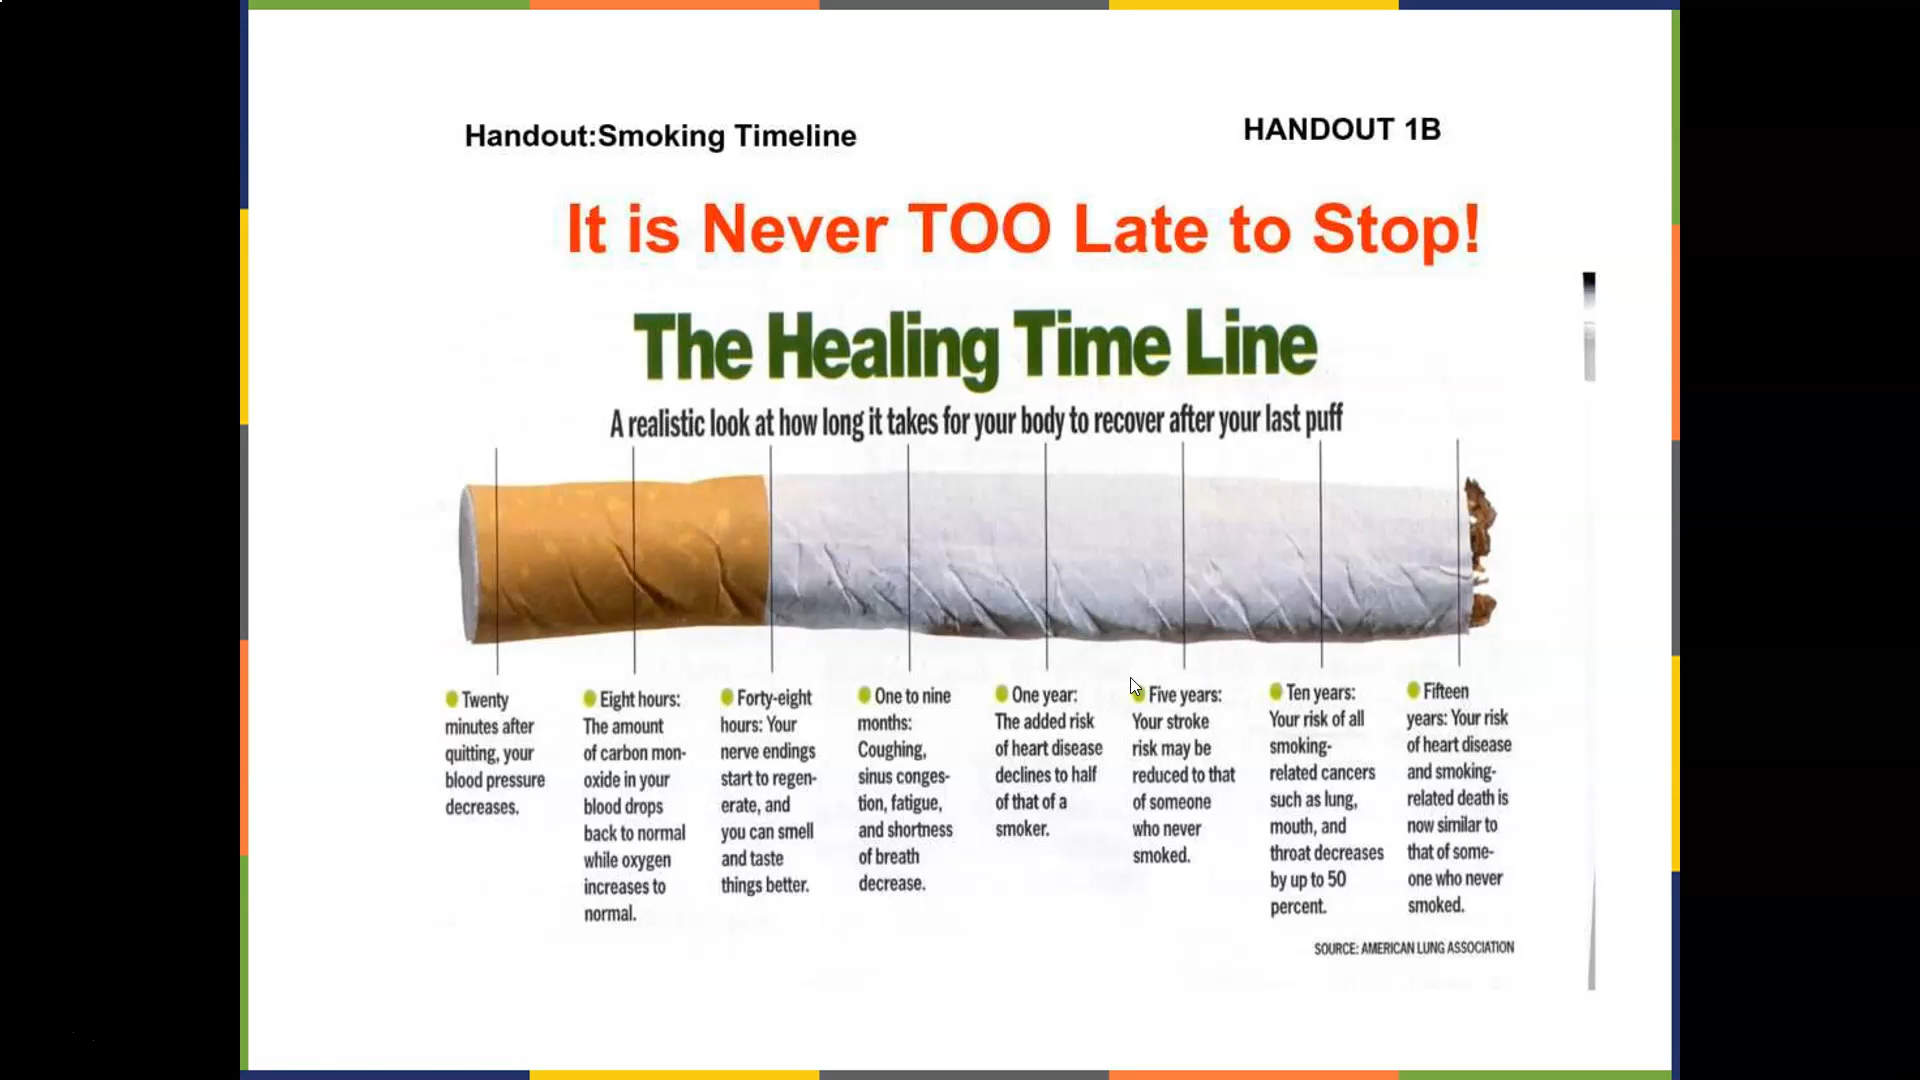 Handout:Smoking Timeline
HANDOUT 1B
It is Never TOO Late to Stop!
The Healing Time Line
A realistic look at how long it takes for your body to recover after your last puff
Twenty
minutes after
quitting, your
blood pressure
decreases.
Eight hours:
The amount
of carbon mon-
oxide in your
blood drops
back to normal
while oxygen
increases to
normal.
Forty-eight
hours: Your
nerve endings
start to regen-
erate, and
you can smell
and taste
things better.
One to nine
months:
Coughing,
sinus conges-
tion, fatigue,
and shortness
of breath
decrease.
One year:
The added risk
of heart disease
declines to half
of that of a
smoker.
Five years:
Your stroke
risk may be
reduced to that
of someone
who never
smoked.
Ten years:
Your risk of all
smoking-
related cancers
such as lung,
mouth, and
throat decreases
by up to 50
percent.
Fifteen
years: Your risk
of heart disease
and smoking-
related death is
now similar to
that of some-
one who never
smoked.
SOURCE: AMERICAN LUNG ASSOCIATION